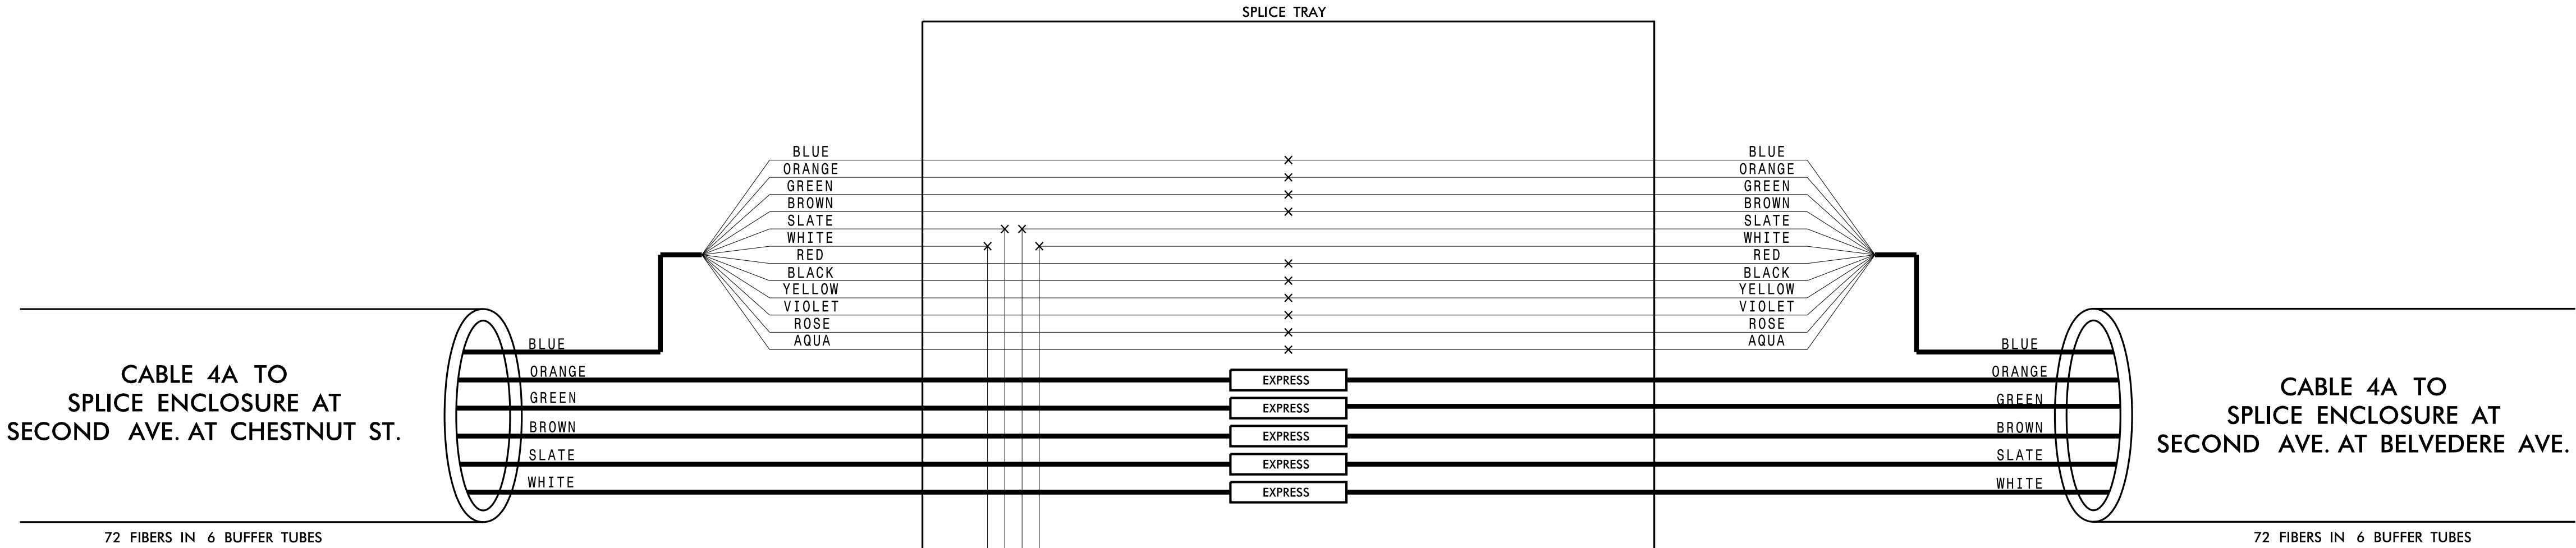 SPLICE TRAY
BLUE
ORANGE
GREEN
BROWN
SLATE
WHITE
RED
BLACK
YELLOW
VIOLET
ROSE
AQUA
BLUE
ORANGE
GREEN
BROWN
SLATE
WHITE
RED
BLACK
YELLOW
VIOLET
ROSE
AQUA
CABLE 4A TO
SPLICE ENCLOSURE AT
SECOND AVE. AT CHESTNUT ST.
72 FIBERS IN 6 BUFFER TUBES
BLUE
ORANGE
GREEN
BROWN
SLATE
WHITE
EXPRESS
EXPRESS
EXPRESS
EXPRESS
EXPRESS
BLUE
ORANGE
GREEN
BROWN
SLATE
WHITE
CABLE 4A TO
SPLICE ENCLOSURE AT
SECOND AVE. AT BELVEDERE AVE.
72 FIBERS IN 6 BUFFER TUBES